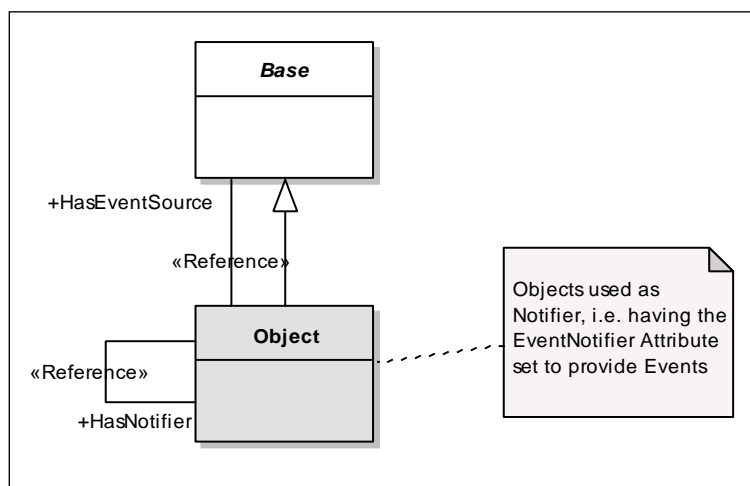 Base
+HasEventSource
«Reference»
Object
«Reference»
+HasNotifier
Objects used as
Notifier, i.e. having the
EventNotifier Attribute
set to provide Events